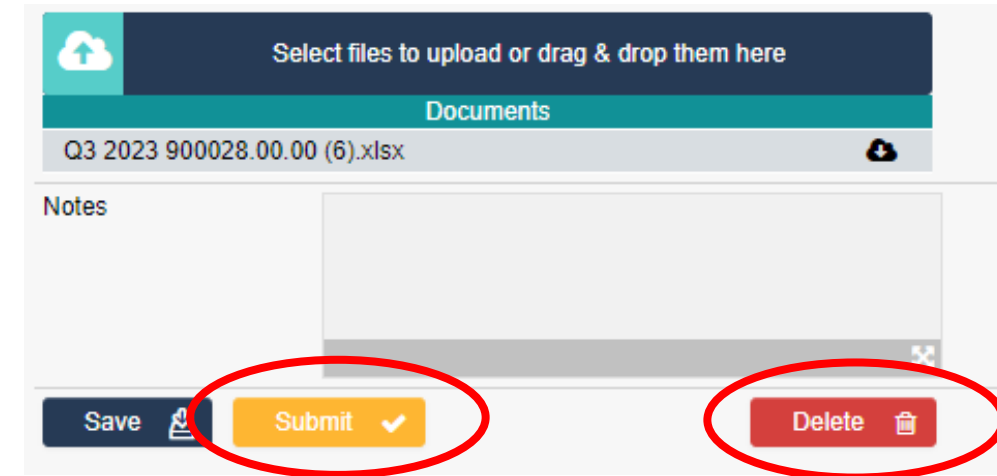 Select files to upload or drag & drop them here
Documents
Q3 2023 900028.00.00 (6).xlsx
Notes
Save Submit Delete